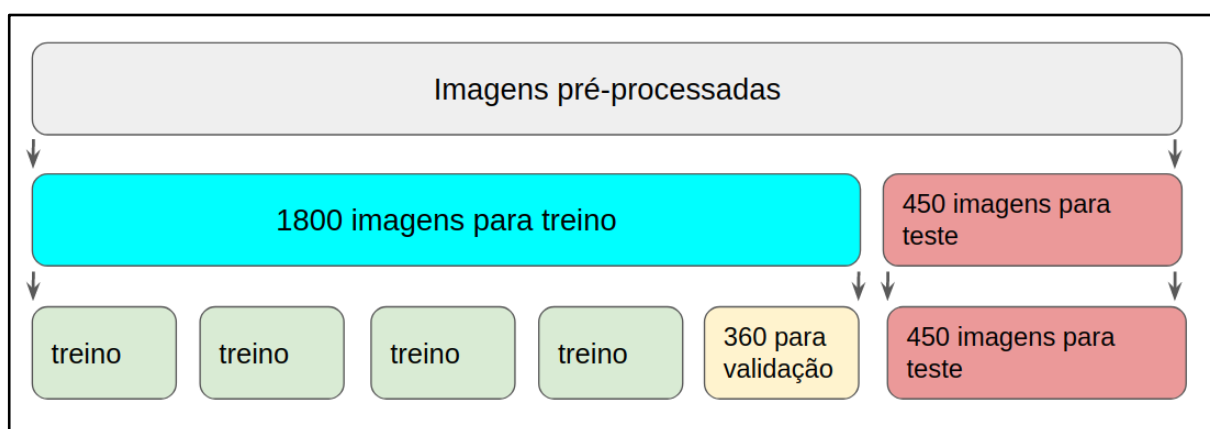 Imagens pré-processadas
1800 imagens para treino
450 imagens para
teste
treino
treino
treino
treino
360 para
validação
450 imagens para
teste